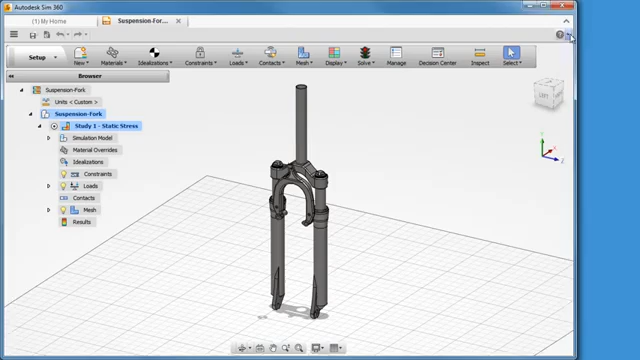 Autodesk Sim 360
(1) My Home
Suspension-For...
Setup
New
Materials
Idealizations
Constraints
Loads
Contacts
Mesh
Display
Solve
Manage
Decision Center
Inspect
Select
Browser
Suspension-Fork
Units < Custom >
Suspension-Fork
Study 1 - Static Stress
Simulation Model
Material Overrides
Idealizations
Constraints
Loads
Contacts
Mesh
Results